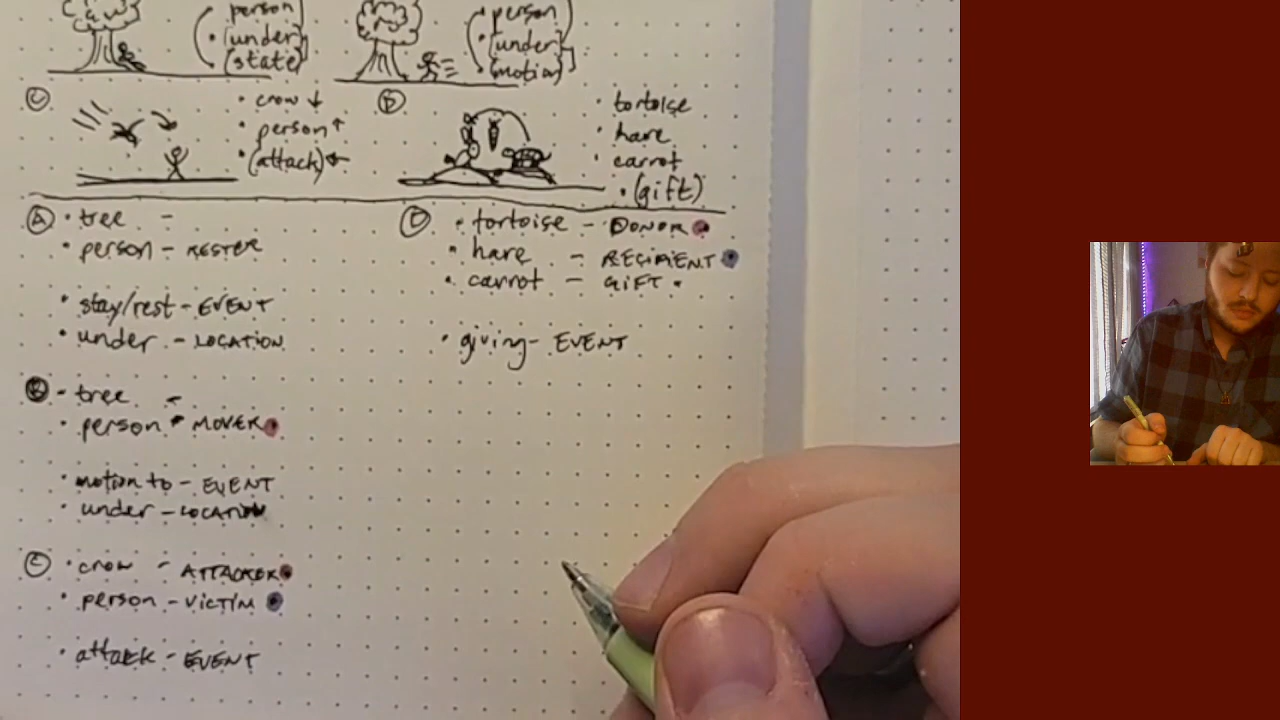 person
(under)
(state)
person
(under)
(motion)
C
• crow ↓
• person ↑
• (attack)
D
• tortoise
• hare
• carrot
• (gift)
A
• tree -
• person - RESTER
• stay/rest - EVENT
• under - LOCATION
B
- tree -
• person - MOVER
• motion to - EVENT
• under - LOCATION
C
• crow - ATTACKER
• person - VICTIM
• attack - EVENT
D
• tortoise - DONOR
• hare - RECIPIENT
• carrot - GIFT
• giving - EVENT